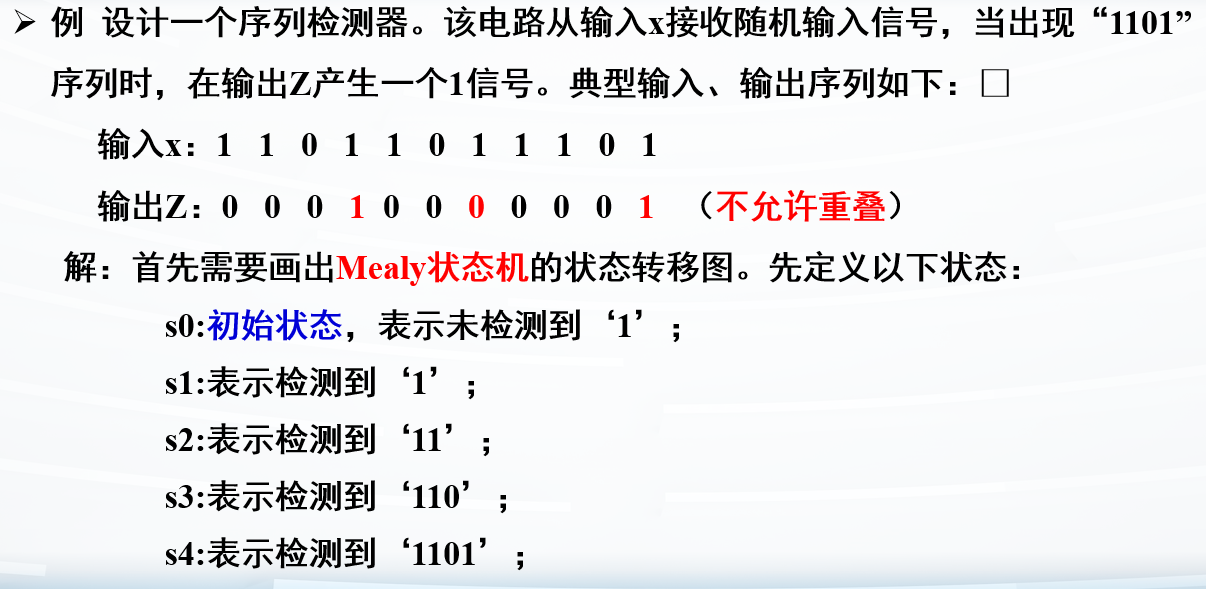 ➢ 例 设计一个序列检测器。该电路从输入x接收随机输入信号，当出现“1101”
序列时，在输出Z产生一个1信号。典型输入、输出序列如下：□
输入x：1 1 0 1 1 0 1 1 1 0 1
输出Z：0 0 0 1 0 0 0 0 0 0 1 （不允许重叠）
解：首先需要画出Mealy状态机的状态转移图。先定义以下状态：
s0:初始状态，表示未检测到‘1’；
s1:表示检测到‘1’；
s2:表示检测到‘11’；
s3:表示检测到‘110’；
s4:表示检测到‘1101’；